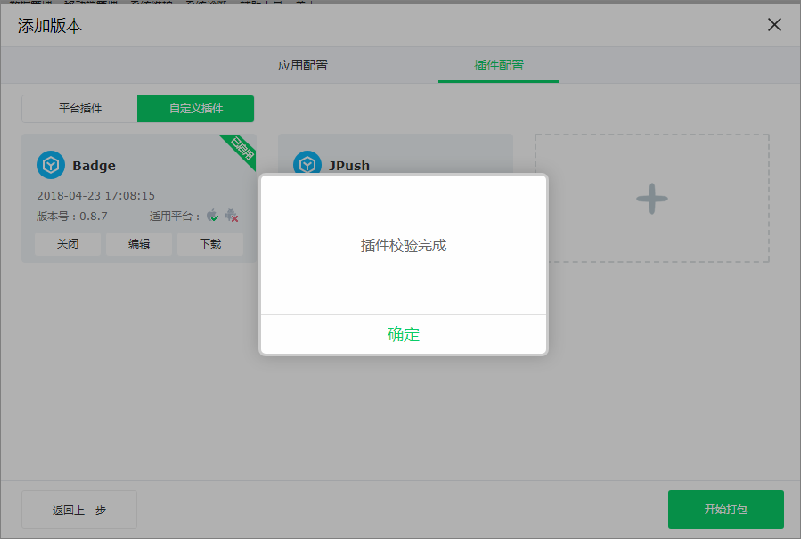 添加版本
应用配置 插件配置
平台插件 自定义插件
已启用
Badge
2018-04-23 17:08:15
版本号：0.8.7 适用平台：
关闭 编辑 下载
JPush
插件校验完成
确定
返回上一步 开始打包